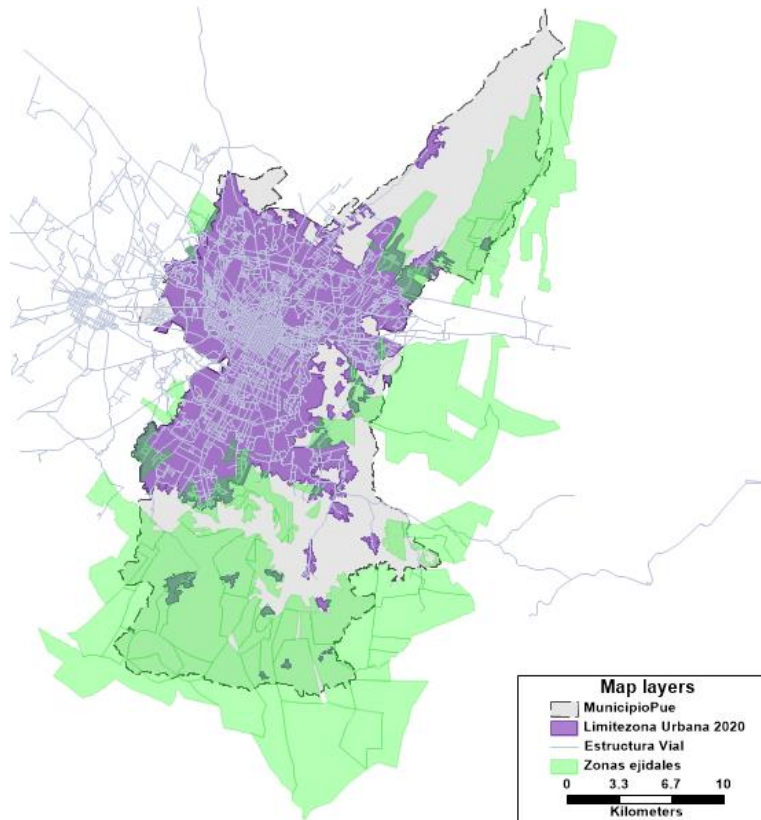 Map layers
MunicipioPue
Limitezona Urbana 2020
Estructura Vial
Zonas ejidales
0 3.3 6.7 10
Kilometers